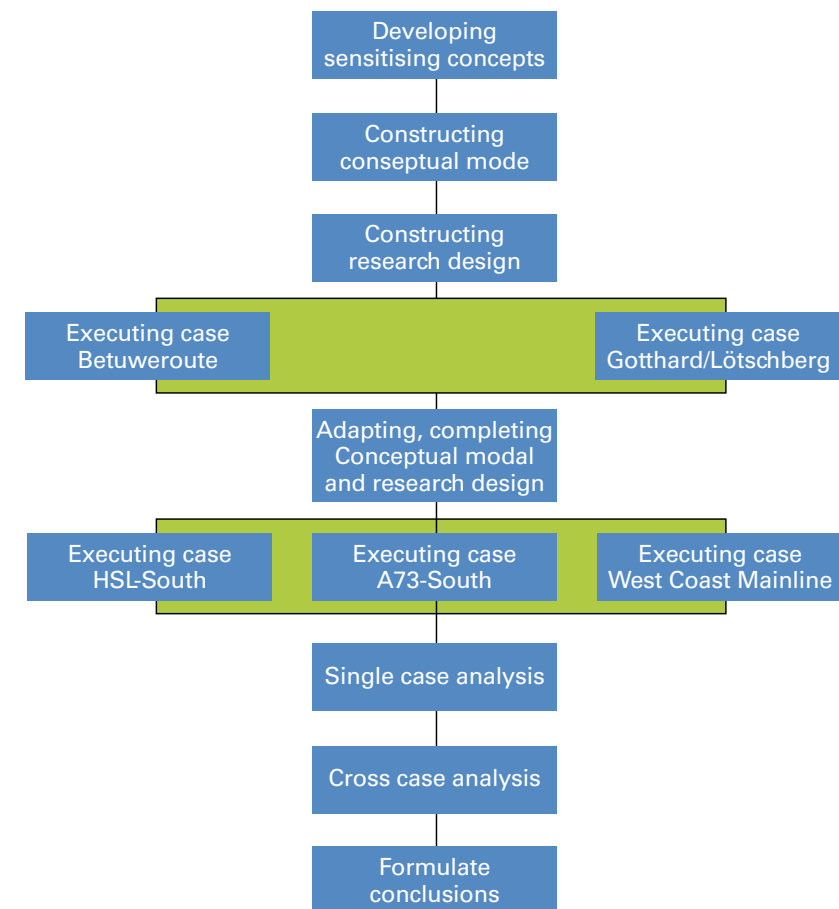 Developing
sensitising concepts
Constructing
conseptual mode
Constructing
research design
Executing case
Betuweroute
Executing case
Gotthard/Lötschberg
Adapting, completing
Conceptual modal
and research design
Executing case
HSL-South
Executing case
A73-South
Executing case
West Coast Mainline
Single case analysis
Cross case analysis
Formulate
conclusions